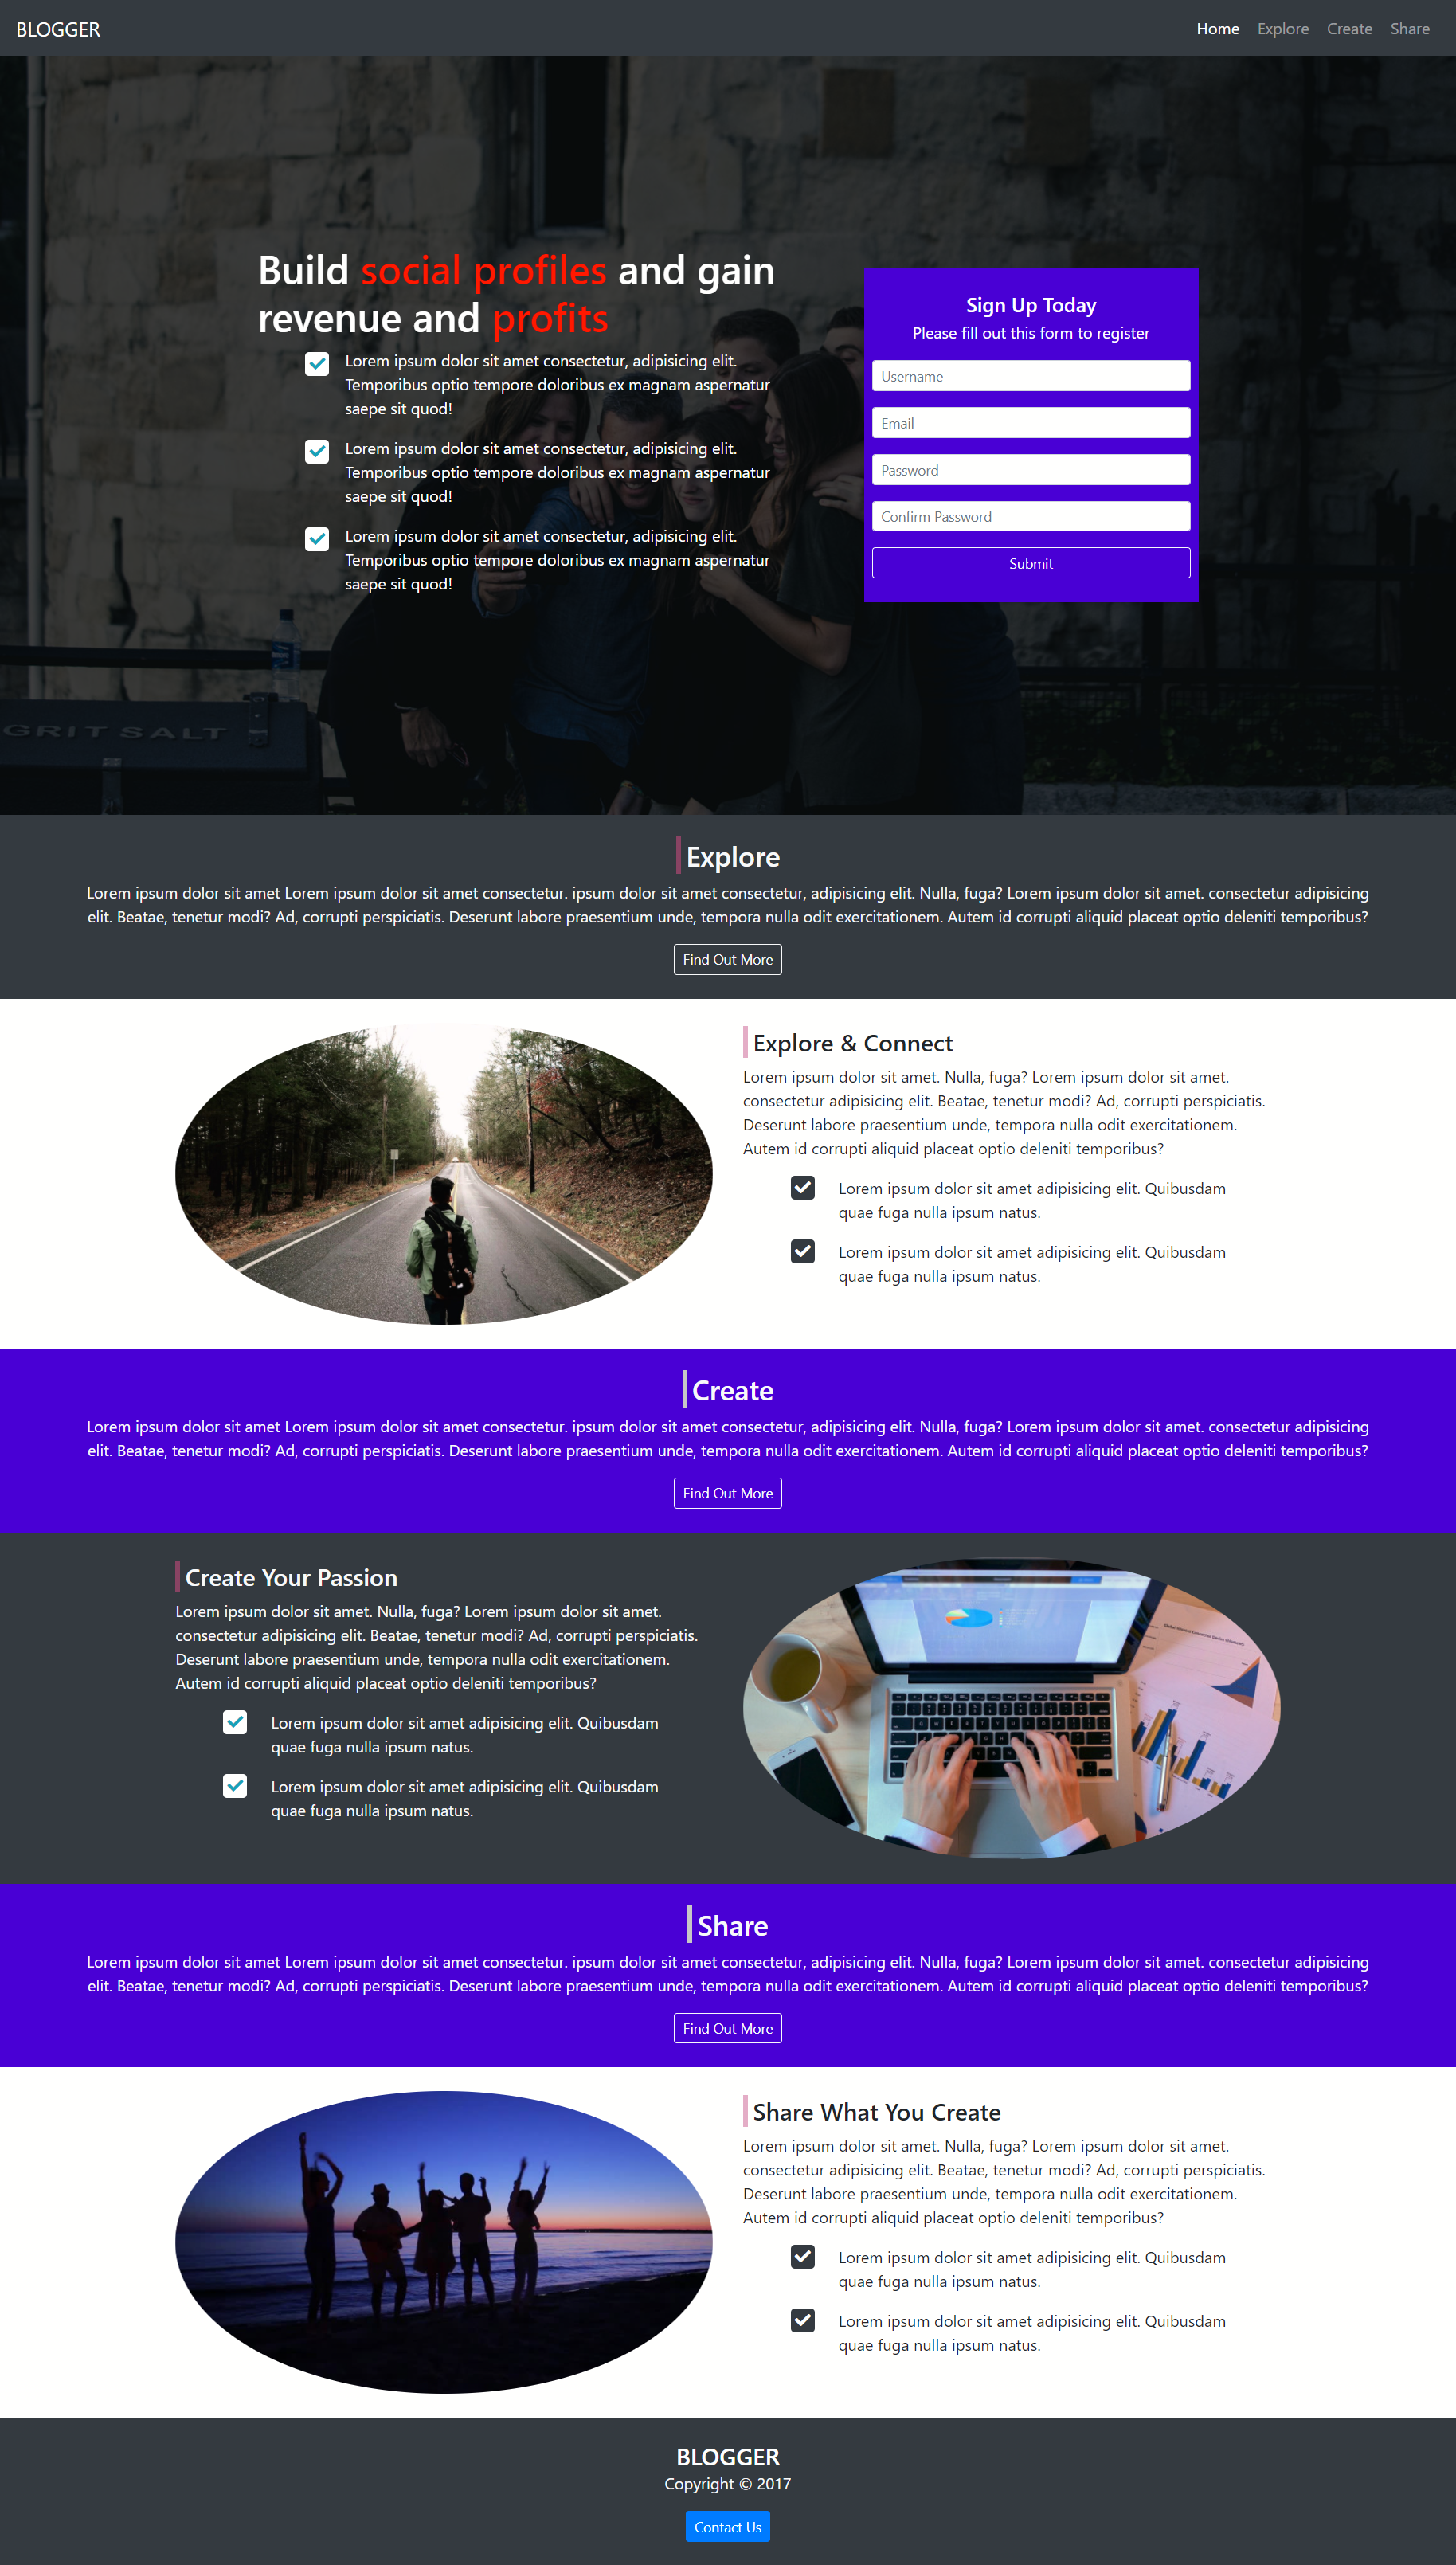 BLOGGER
Home Explore Create Share
Build social profiles and gain
revenue and profits
Lorem ipsum dolor sit amet consectetur, adipisicing elit.
Temporibus optio tempore doloribus ex magnam aspernatur
saepe sit quod!
Lorem ipsum dolor sit amet consectetur, adipisicing elit.
Temporibus optio tempore doloribus ex magnam aspernatur
saepe sit quod!
Lorem ipsum dolor sit amet consectetur, adipisicing elit.
Temporibus optio tempore doloribus ex magnam aspernatur
saepe sit quod!
Sign Up Today
Please fill out this form to register
Username
Email
Password
Confirm Password
Submit
GRIT SALT
Explore
Lorem ipsum dolor sit amet Lorem ipsum dolor sit amet consectetur. ipsum dolor sit amet consectetur, adipisicing elit. Nulla, fuga? Lorem ipsum dolor sit amet. consectetur adipisicing
elit. Beatae, tenetur modi? Ad, corrupti perspiciatis. Deserunt labore praesentium unde, tempora nulla odit exercitationem. Autem id corrupti aliquid placeat optio deleniti temporibus?
Find Out More
Explore & Connect
Lorem ipsum dolor sit amet. Nulla, fuga? Lorem ipsum dolor sit amet.
consectetur adipisicing elit. Beatae, tenetur modi? Ad, corrupti perspiciatis.
Deserunt labore praesentium unde, tempora nulla odit exercitationem.
Autem id corrupti aliquid placeat optio deleniti temporibus?
Lorem ipsum dolor sit amet adipisicing elit. Quibusdam
quae fuga nulla ipsum natus.
Lorem ipsum dolor sit amet adipisicing elit. Quibusdam
quae fuga nulla ipsum natus.
Create
Lorem ipsum dolor sit amet Lorem ipsum dolor sit amet consectetur. ipsum dolor sit amet consectetur, adipisicing elit. Nulla, fuga? Lorem ipsum dolor sit amet. consectetur adipisicing
elit. Beatae, tenetur modi? Ad, corrupti perspiciatis. Deserunt labore praesentium unde, tempora nulla odit exercitationem. Autem id corrupti aliquid placeat optio deleniti temporibus?
Find Out More
Create Your Passion
Lorem ipsum dolor sit amet. Nulla, fuga? Lorem ipsum dolor sit amet.
consectetur adipisicing elit. Beatae, tenetur modi? Ad, corrupti perspiciatis.
Deserunt labore praesentium unde, tempora nulla odit exercitationem.
Autem id corrupti aliquid placeat optio deleniti temporibus?
Lorem ipsum dolor sit amet adipisicing elit. Quibusdam
quae fuga nulla ipsum natus.
Lorem ipsum dolor sit amet adipisicing elit. Quibusdam
quae fuga nulla ipsum natus.
Share
Lorem ipsum dolor sit amet Lorem ipsum dolor sit amet consectetur. ipsum dolor sit amet consectetur, adipisicing elit. Nulla, fuga? Lorem ipsum dolor sit amet. consectetur adipisicing
elit. Beatae, tenetur modi? Ad, corrupti perspiciatis. Deserunt labore praesentium unde, tempora nulla odit exercitationem. Autem id corrupti aliquid placeat optio deleniti temporibus?
Find Out More
Share What You Create
Lorem ipsum dolor sit amet. Nulla, fuga? Lorem ipsum dolor sit amet.
consectetur adipisicing elit. Beatae, tenetur modi? Ad, corrupti perspiciatis.
Deserunt labore praesentium unde, tempora nulla odit exercitationem.
Autem id corrupti aliquid placeat optio deleniti temporibus?
Lorem ipsum dolor sit amet adipisicing elit. Quibusdam
quae fuga nulla ipsum natus.
Lorem ipsum dolor sit amet adipisicing elit. Quibusdam
quae fuga nulla ipsum natus.
BLOGGER
Copyright © 2017
Contact Us